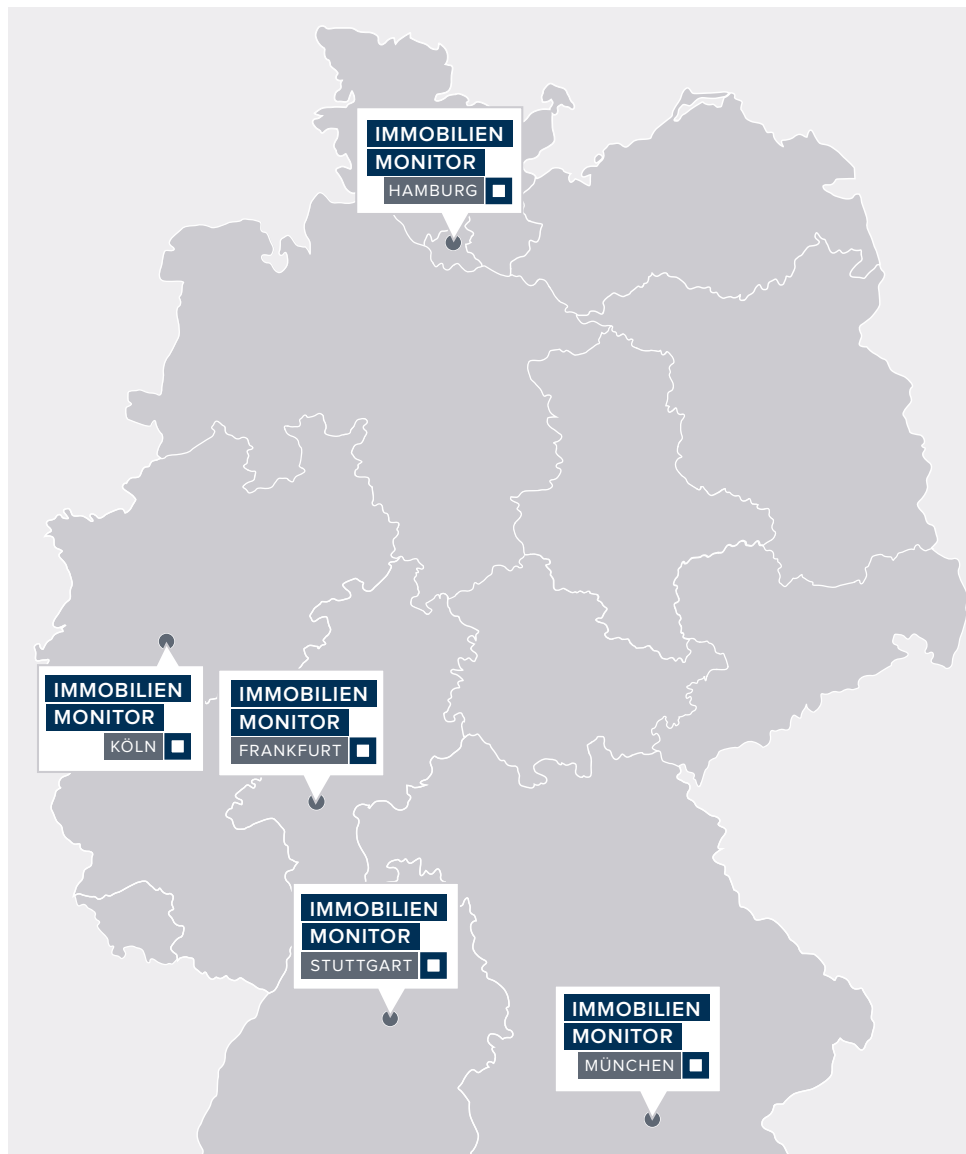 IMMOBILIEN
MONITOR
HAMBURG
IMMOBILIEN
MONITOR
KÖLN
IMMOBILIEN
MONITOR
FRANKFURT
IMMOBILIEN
MONITOR
STUTTGART
IMMOBILIEN
MONITOR
MÜNCHEN